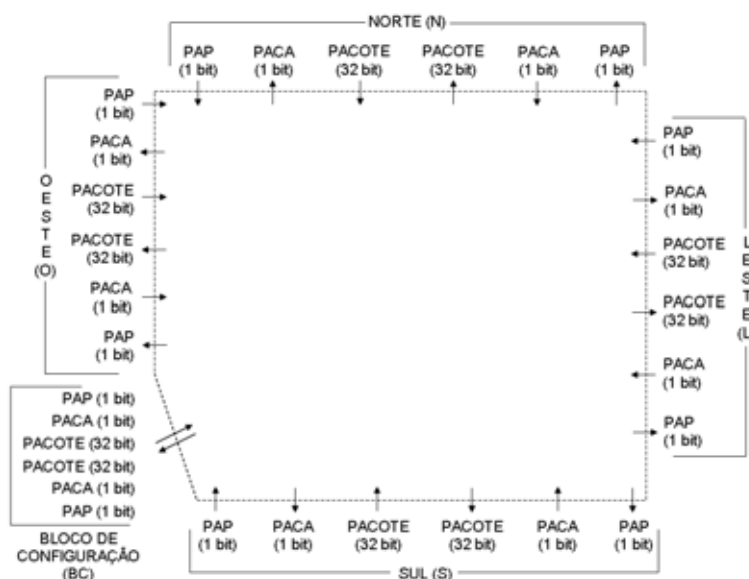 NORTE (N)
PAP PACA PACOTE PACOTE PACA PAP
(1 bit) (1 bit) (32 bit) (32 bit) (1 bit) (1 bit)
OESTE (O)
PAP
(1 bit)
PACA
(1 bit)
PACOTE
(32 bit)
PACOTE
(32 bit)
PACA
(1 bit)
PAP
(1 bit)
PAP
(1 bit)
PACA
(1 bit)
PACOTE
(32 bit)
PACOTE
(32 bit)
PACA
(1 bit)
PAP
(1 bit)
LESTE (L)
PAP (1 bit)
PACA (1 bit)
PACOTE (32 bit)
PACOTE (32 bit)
PACA (1 bit)
PAP (1 bit)
BLOCO DE
CONFIGURAÇÃO
(BC)
PAP PACA PACOTE PACOTE PACA PAP
(1 bit) (1 bit) (32 bit) (32 bit) (1 bit) (1 bit)
SUL (S)